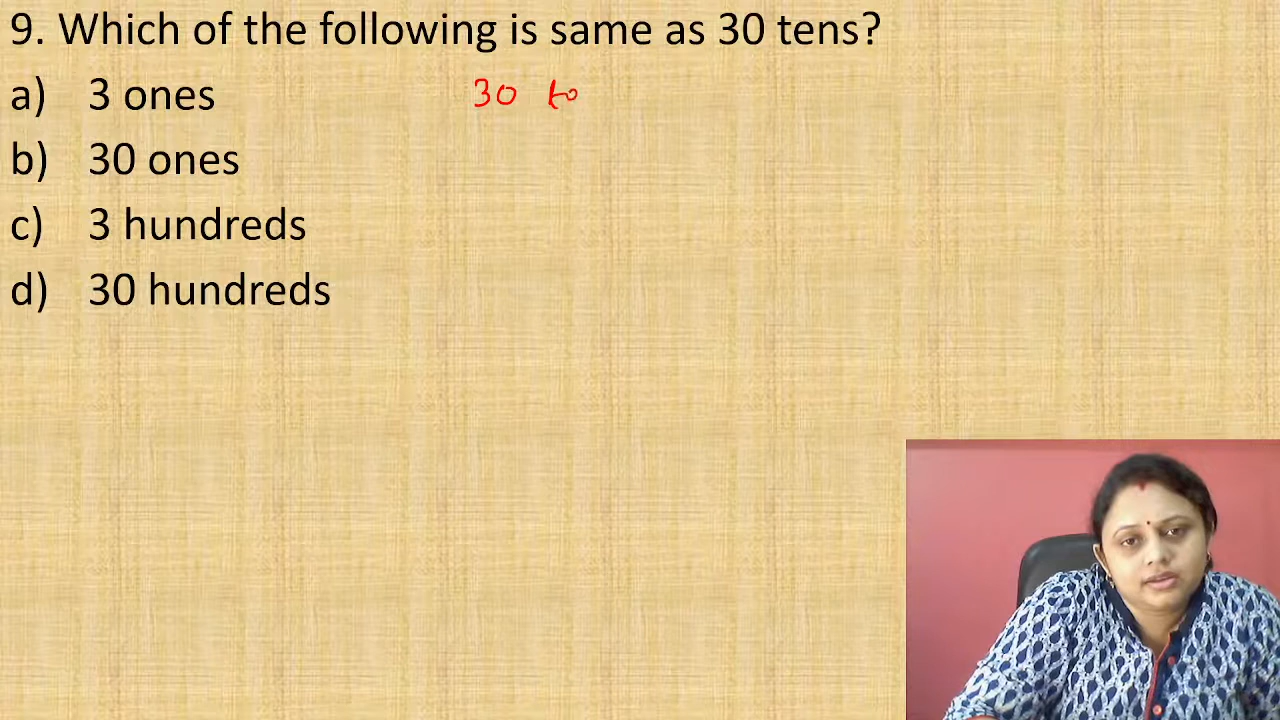 9. Which of the following is same as 30 tens?
a) 3 ones
30 to
b) 30 ones
c) 3 hundreds
d) 30 hundreds